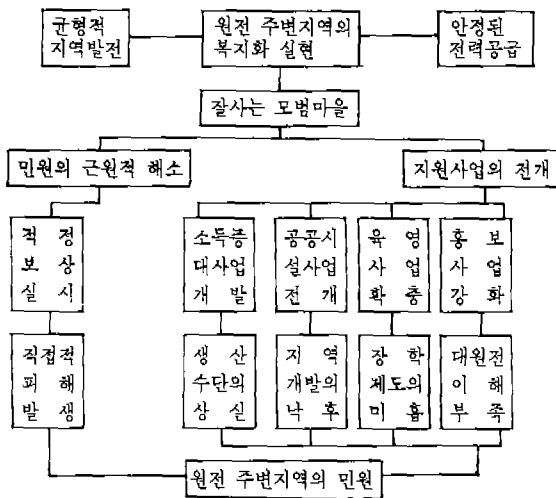 균형적
지역발전
원전 주변지역의
복지화 실현
안정된
전력공급
잘사는 모범마을
민원의 근원적 해소
지원사업의 전개
적 정
보 상
실 시
소득증
대사업
개 발
공공시
설사업
전 개
육 영
사 업
확 충
홍 보
사 업
강 화
직접적
피 해
발 생
생 산
수단의
상 실
지 역
개발의
낙 후
장 학
제도의
미 흡
대원전
이 해
부 족
원전 주변지역의 민원